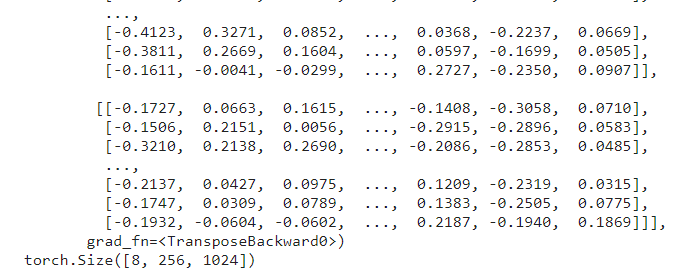 ...,
[-0.4123, 0.3271, 0.0852, ..., 0.0368, -0.2237, 0.0669],
[-0.3811, 0.2669, 0.1604, ..., 0.0597, -0.1699, 0.0505],
[-0.1611, -0.0041, -0.0299, ..., 0.2727, -0.2350, 0.0907]],
[[-0.1727, 0.0663, 0.1615, ..., -0.1408, -0.3058, 0.0710],
[-0.1506, 0.2151, 0.0056, ..., -0.2915, -0.2896, 0.0583],
[-0.3210, 0.2138, 0.2690, ..., -0.2086, -0.2853, 0.0485],
...,
[-0.2137, 0.0427, 0.0975, ..., 0.1209, -0.2319, 0.0315],
[-0.1747, 0.0309, 0.0789, ..., 0.1383, -0.2505, 0.0775],
[-0.1932, -0.0604, -0.0602, ..., 0.2187, -0.1940, 0.1869]]],
grad_fn=<TransposeBackward0>)
torch.Size([8, 256, 1024])